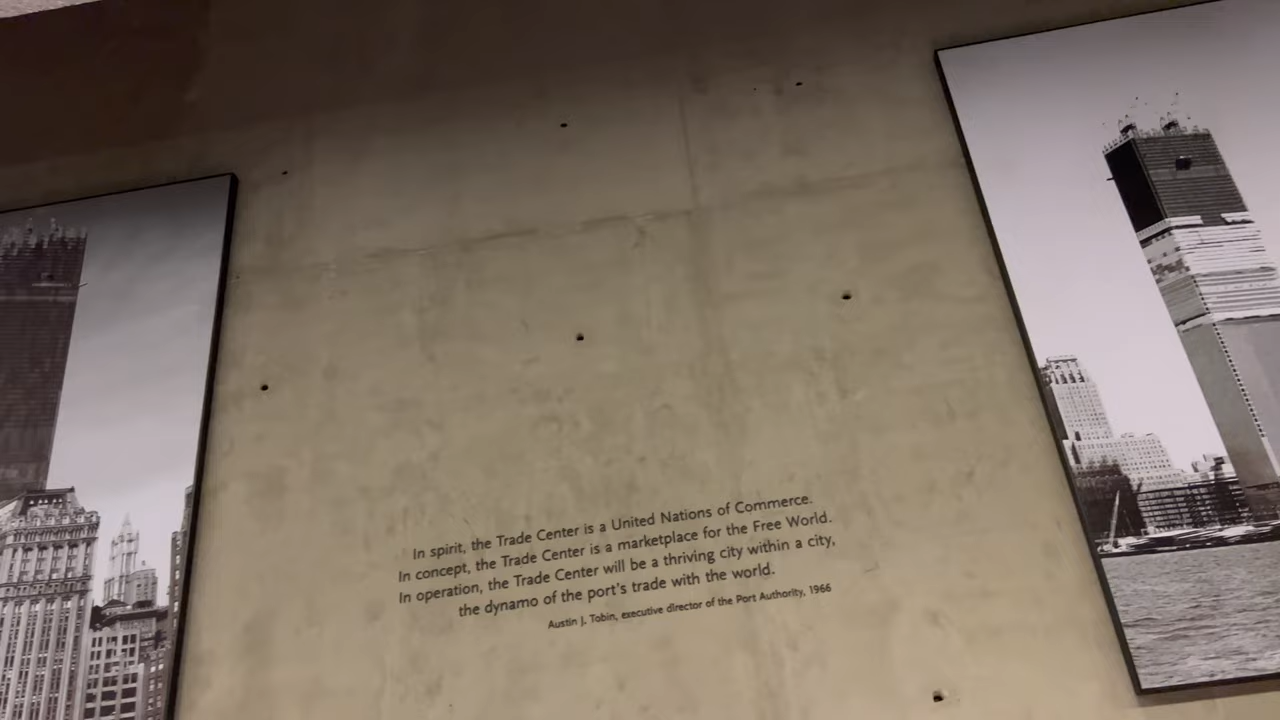 In spirit, the Trade Center is a United Nations of Commerce.
In concept, the Trade Center is a marketplace for the Free World.
In operation, the Trade Center will be a thriving city within a city,
the dynamo of the port's trade with the world.
Austin J. Tobin, executive director of the Port Authority, 1966